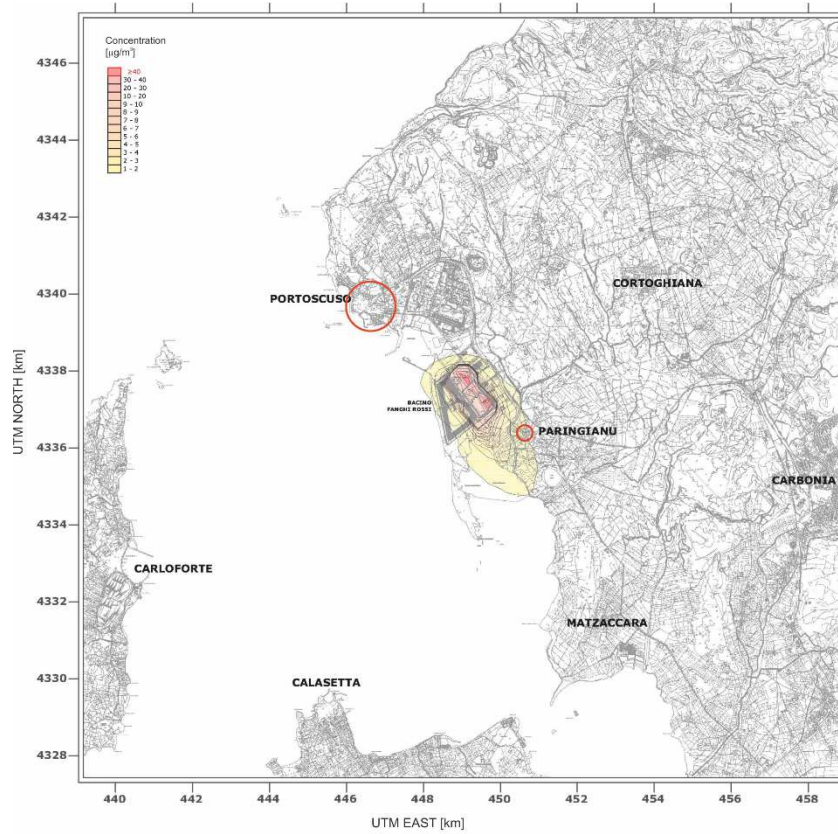 Concentration
[µg/m³]
≥40
30 - 40
20 - 30
10 - 20
9 - 10
8 - 9
7 - 8
6 - 7
5 - 6
4 - 5
3 - 4
2 - 3
1 - 2
4346
4344
4342
4340
4338
4336
4334
4332
4330
4328
UTM NORTH [km]
PORTOSCUSO
CORTOGHIANA
BACINO
FANGHI ROSSI
PARINGIANU
CARBONIA
CARLOFORTE
MATZACCARA
CALASETTA
440 442 444 446 448 450 452 454 456 458
UTM EAST [km]